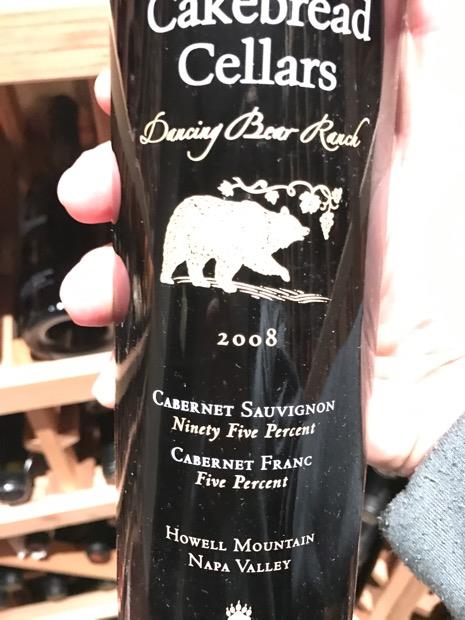 Cakebread
Cellars
Dancing Bear Ranch
2008
CABERNET SAUVIGNON
Ninety Five Percent
CABERNET FRANC
Five Percent
HOWELL MOUNTAIN
NAPA VALLEY